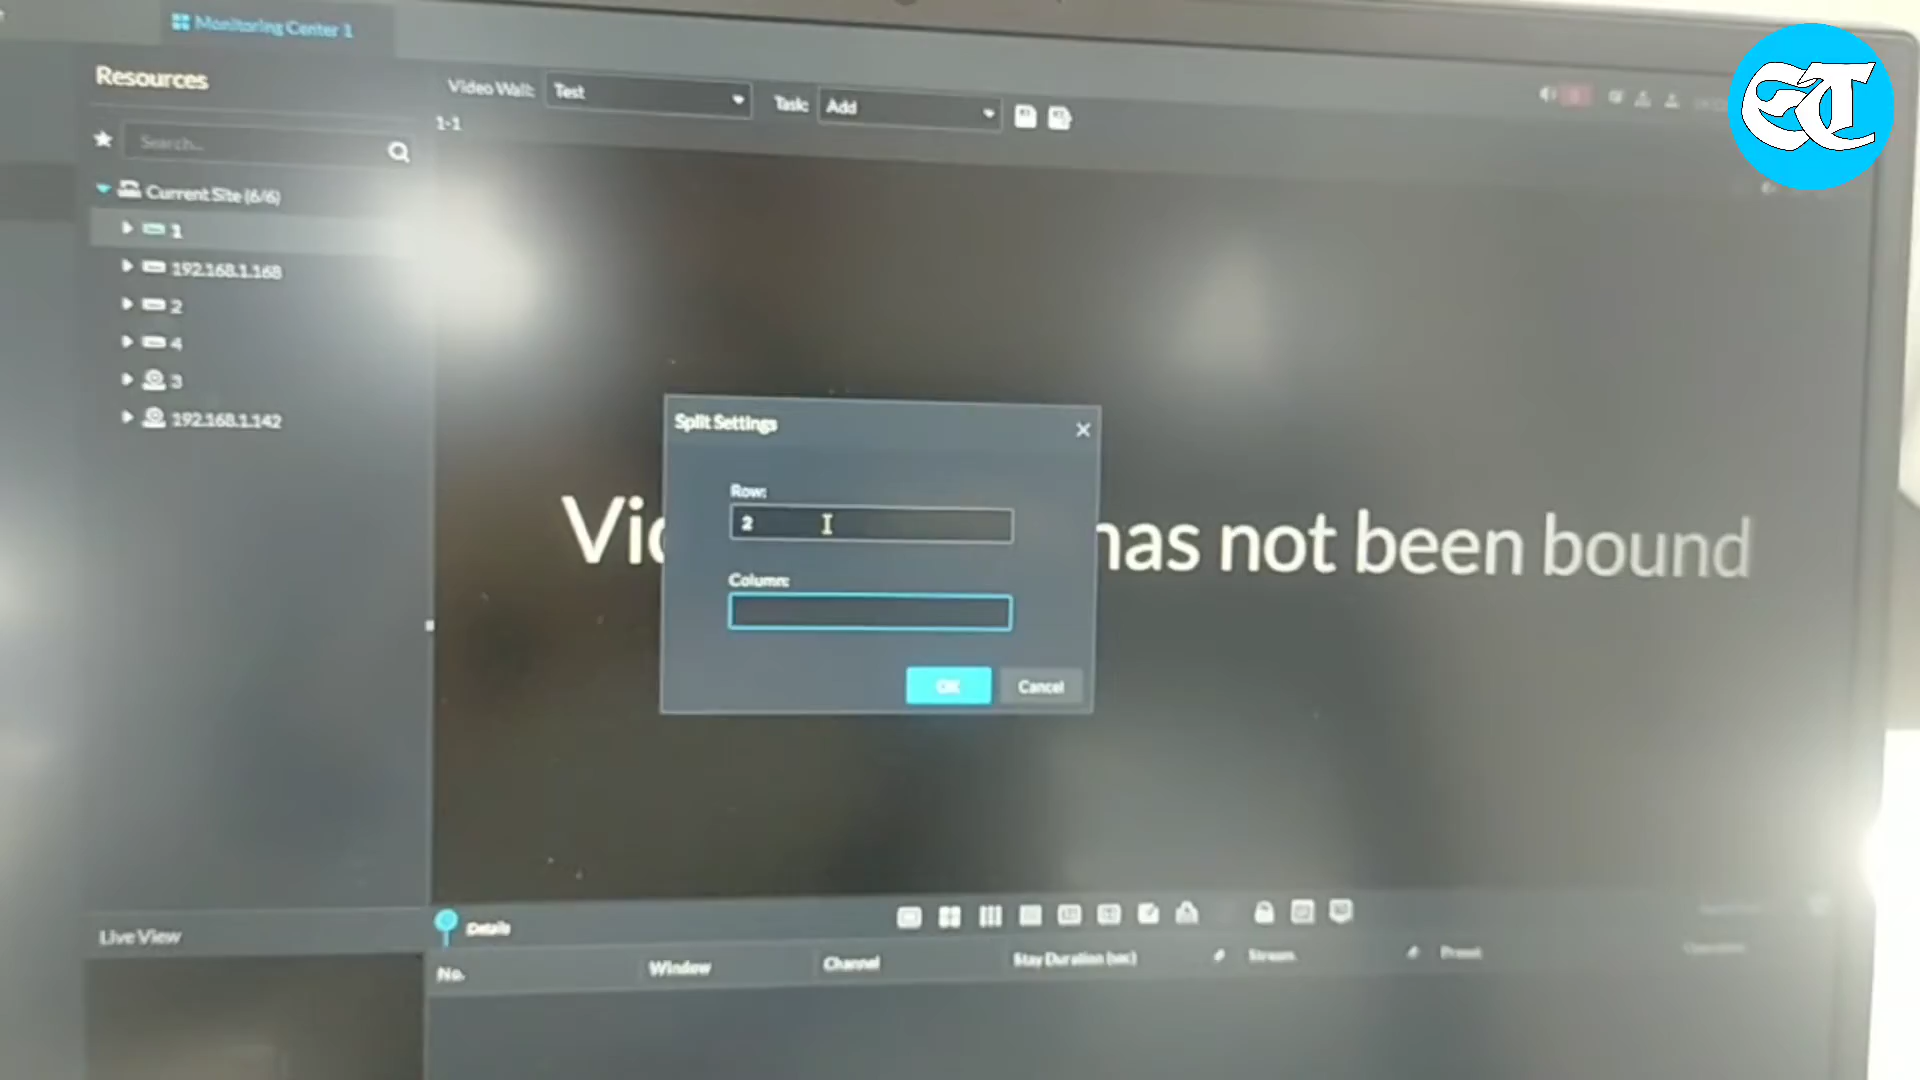 Monitoring Center 1
Resources
Video Wall: Test Task: Add
1-1
Search...
Current Site (6/6)
1
192.168.1.168
2
4
3
192.168.1.142
Split Settings
Row:
2
Column:
OK Cancel
has not been bound
Live View
Details
No. Window Channel Stay Duration (sec) Stream Preset Operation
ET